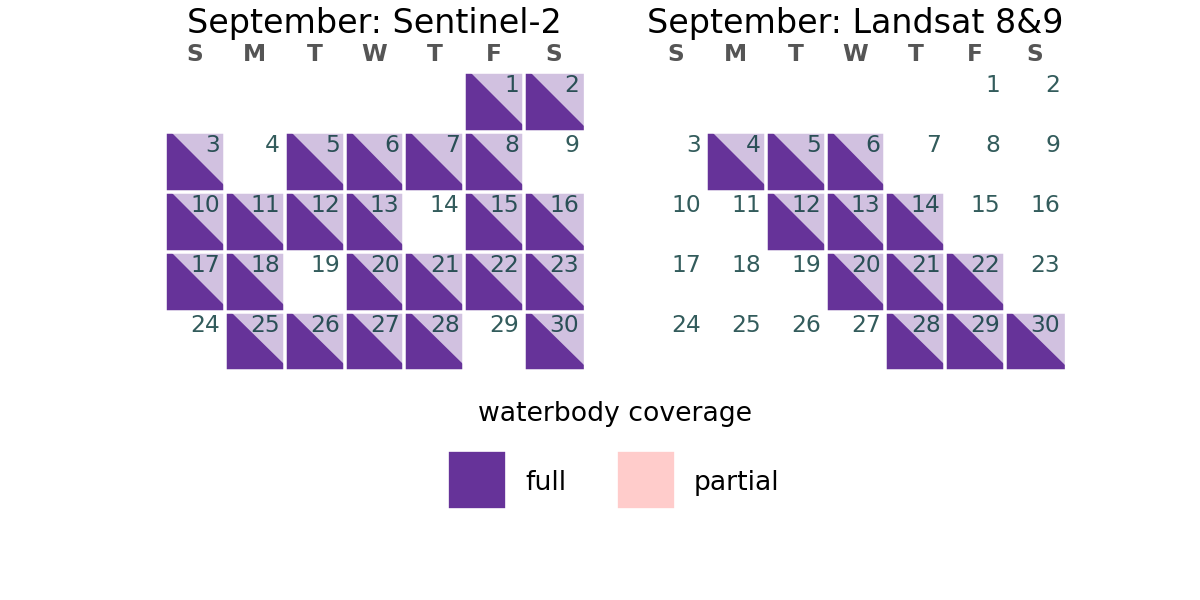 September: Sentinel-2
S M T W T F S
1 2
3 4 5 6 7 8 9
10 11 12 13 14 15 16
17 18 19 20 21 22 23
24 25 26 27 28 29 30
September: Landsat 8&9
S M T W T F S
1 2
3 4 5 6 7 8 9
10 11 12 13 14 15 16
17 18 19 20 21 22 23
24 25 26 27 28 29 30
waterbody coverage
full partial